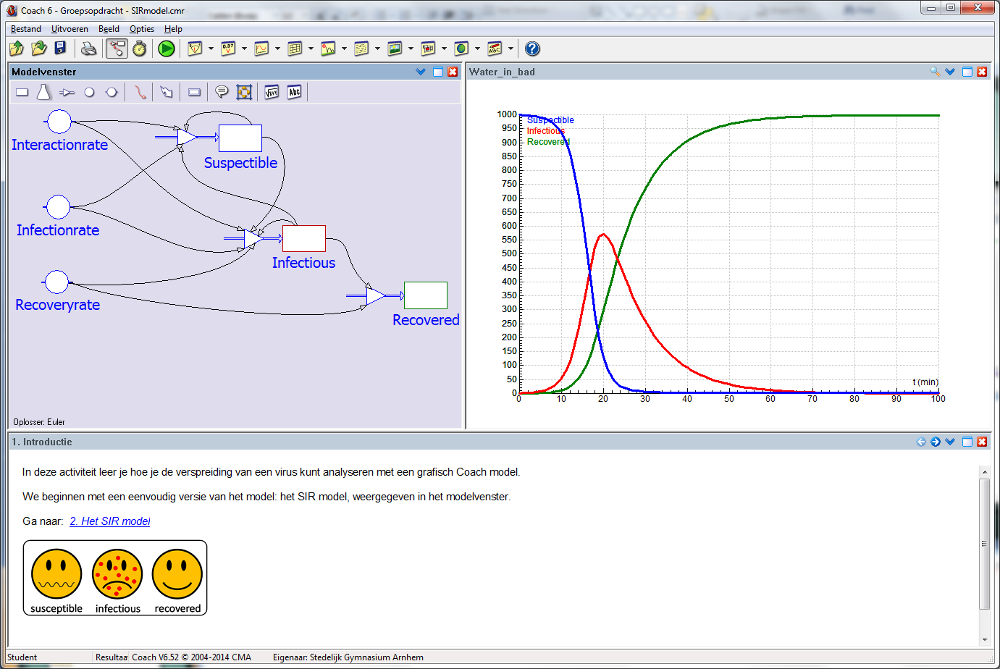 Coach 6 - Groepsopdracht - SIRmodel.cmr
Bestand Uitvoeren Beeld Opties Help
0.37
V
ABC
Modelvenster
√x+y
Abc
Interactionrate
Suspectible
Infectionrate
Infectious
Recoveryrate
Recovered
Oplosser: Euler
Water_in_bad
Suspectible
Infectious
Recovered
1000
950
900
850
800
750
700
650
600
550
500
450
400
350
300
250
200
150
100
50
0
t (min)
0 10 20 30 40 50 60 70 80 90 100
1. Introductie
In deze activiteit leer je hoe je de verspreiding van een virus kunt analyseren met een grafisch Coach model.
We beginnen met een eenvoudig versie van het model: het SIR model, weergegeven in het modelvenster.
Ga naar: 2. Het SIR model
susceptible infectious recovered
Student Resultaa Coach V6.52 © 2004-2014 CMA Eigenaar: Stedelijk Gymnasium Arnhem